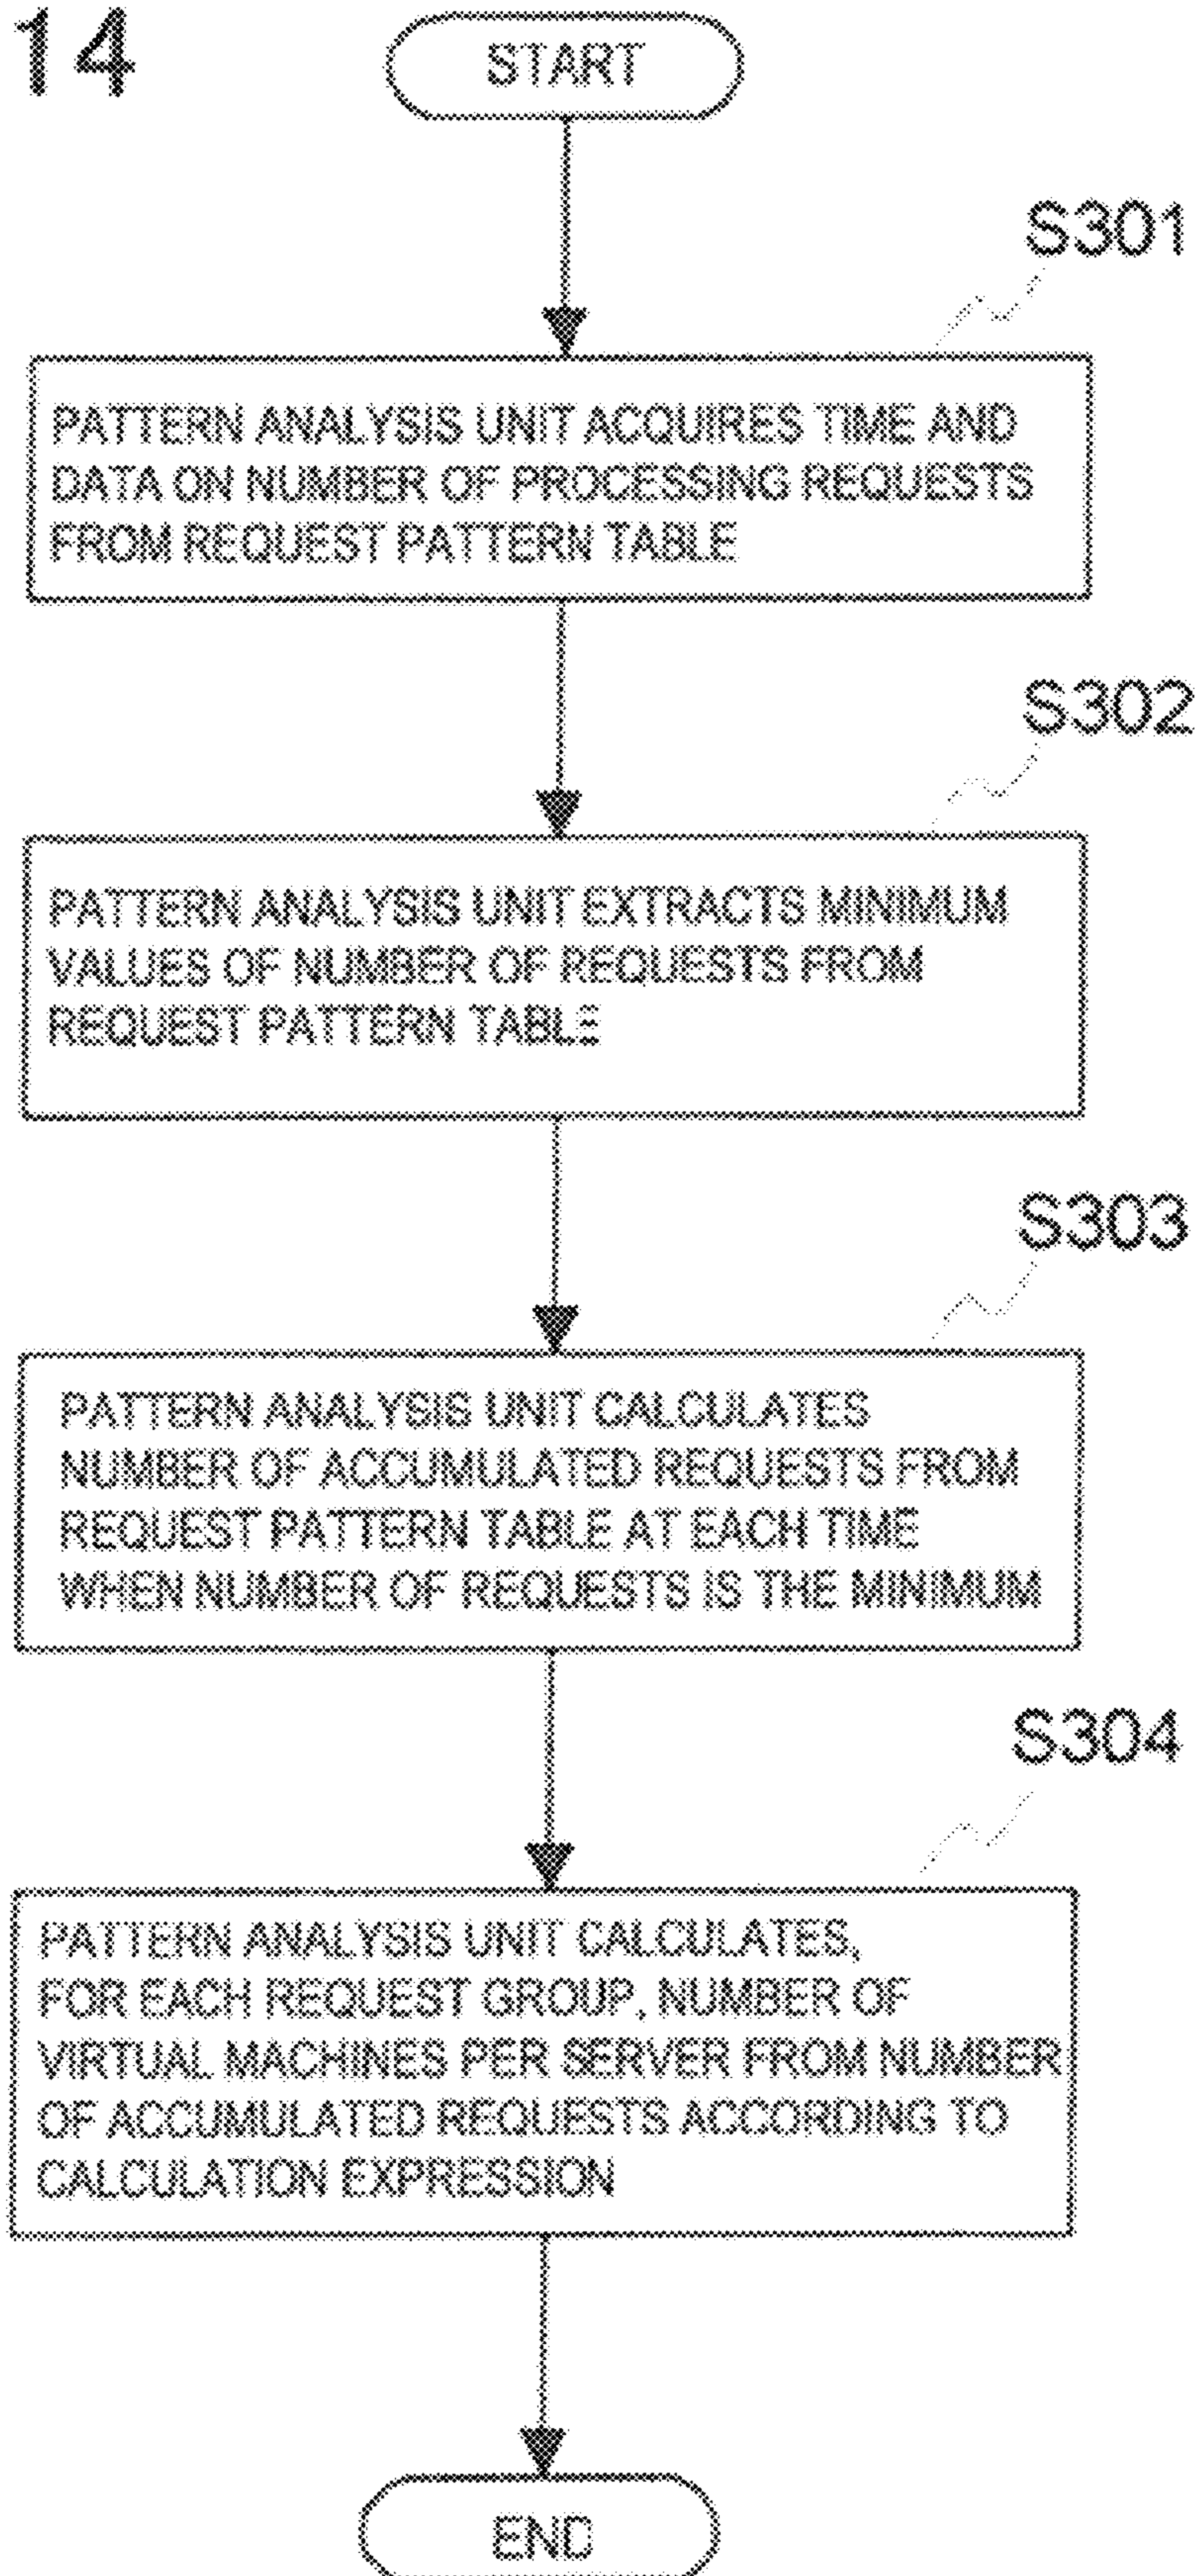 14
START
S301
PATTERN ANALYSIS UNIT ACQUIRES TIME AND
DATA ON NUMBER OF PROCESSING REQUESTS
FROM REQUEST PATTERN TABLE
S302
PATTERN ANALYSIS UNIT EXTRACTS MINIMUM
VALUES OF NUMBER OF REQUESTS FROM
REQUEST PATTERN TABLE
S303
PATTERN ANALYSIS UNIT CALCULATES
NUMBER OF ACCUMULATED REQUESTS FROM
REQUEST PATTERN TABLE AT EACH TIME
WHEN NUMBER OF REQUESTS IS THE MINIMUM
S304
PATTERN ANALYSIS UNIT CALCULATES,
FOR EACH REQUEST GROUP, NUMBER OF
VIRTUAL MACHINES PER SERVER FROM NUMBER
OF ACCUMULATED REQUESTS ACCORDING TO
CALCULATION EXPRESSION
END